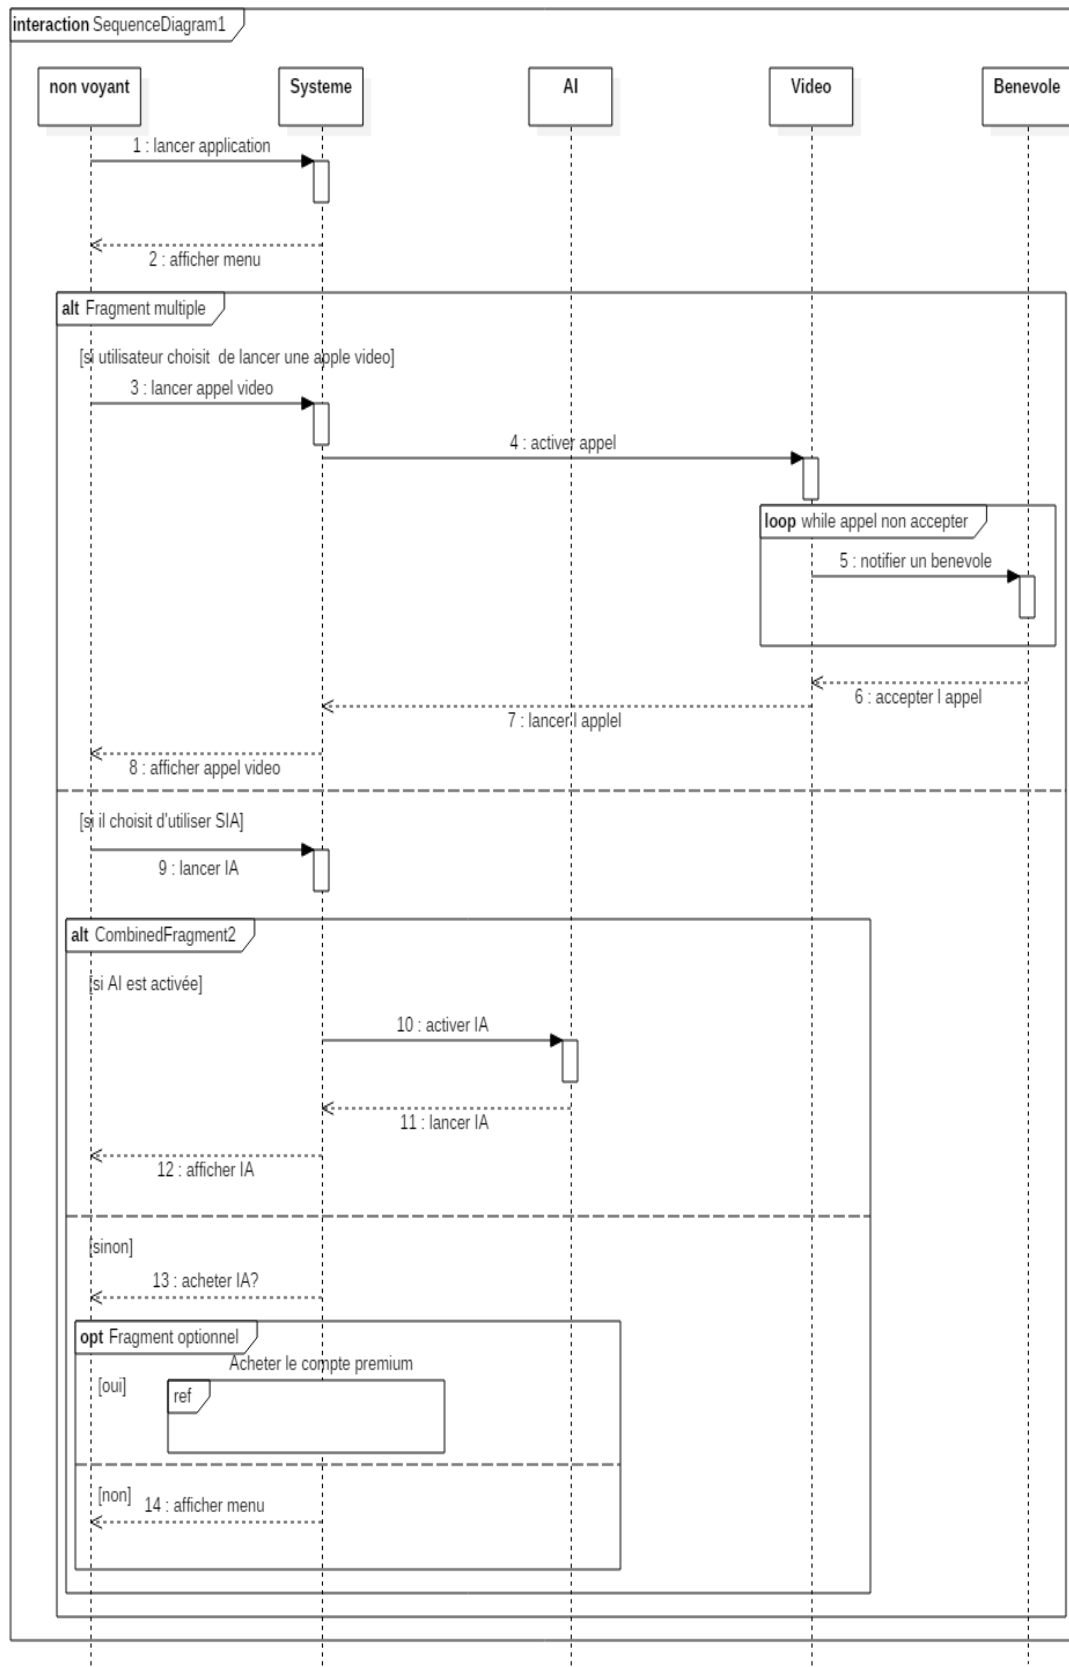 interaction SequenceDiagram1
non voyant
Systeme
AI
Video
Benevole
1 : lancer application
2 : afficher menu
alt Fragment multiple
[si utilisateur choisit  de lancer une apple video]
3 : lancer appel video
4 : activer appel
loop while appel non accepter
5 : notifier un benevole
6 : accepter l appel
7 : lancer l applel
8 : afficher appel video
[si il choisit d'utiliser SIA]
9 : lancer IA
alt CombinedFragment2
[si AI est activée]
10 : activer IA
11 : lancer IA
12 : afficher IA
[sinon]
13 : acheter IA?
opt Fragment optionnel
Acheter le compte premium
[oui]
ref
[non]
14 : afficher menu